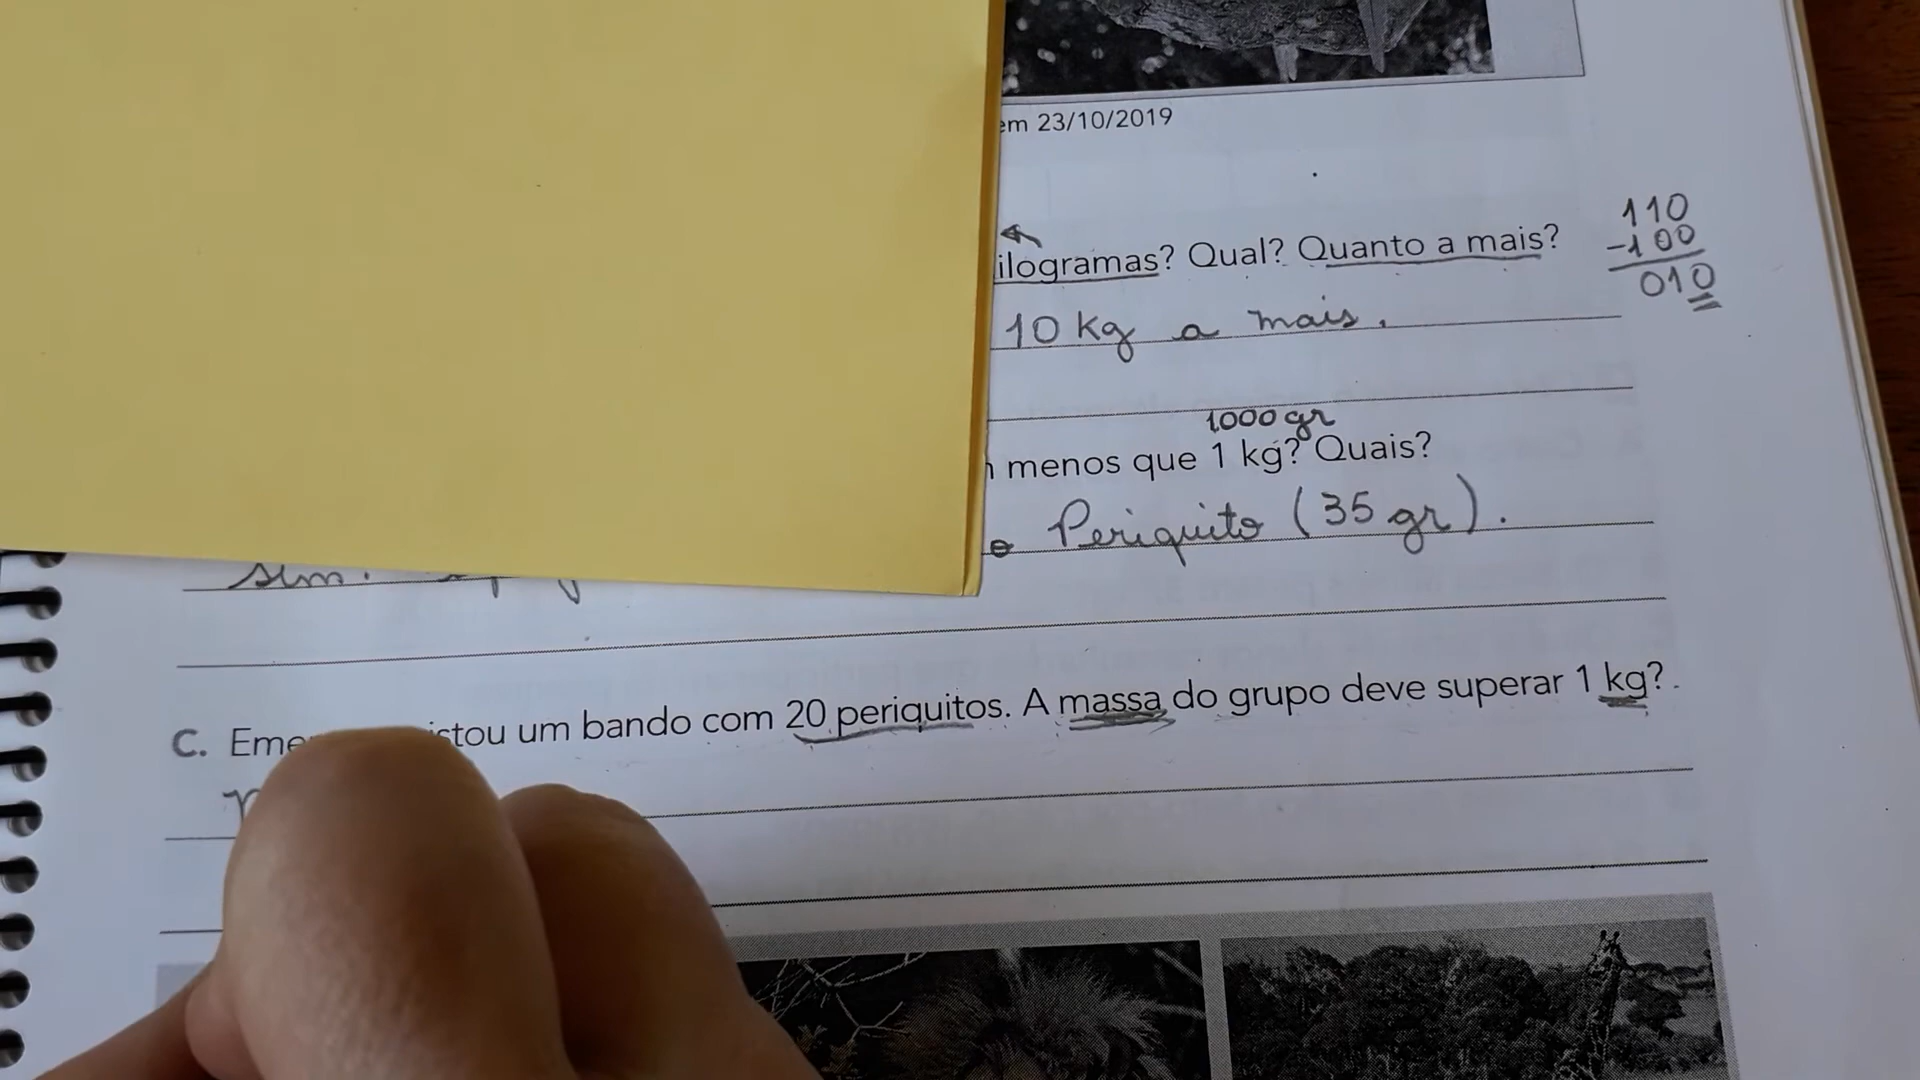 em 23/10/2019
ilogramas? Qual? Quanto a mais?
110
-100
010
10 kg a mais.
1000 gr
menos que 1 kg? Quais?
e Periquito (35 gr).
sim.
C. Eme stou um bando com 20 periquitos. A massa do grupo deve superar 1 kg?